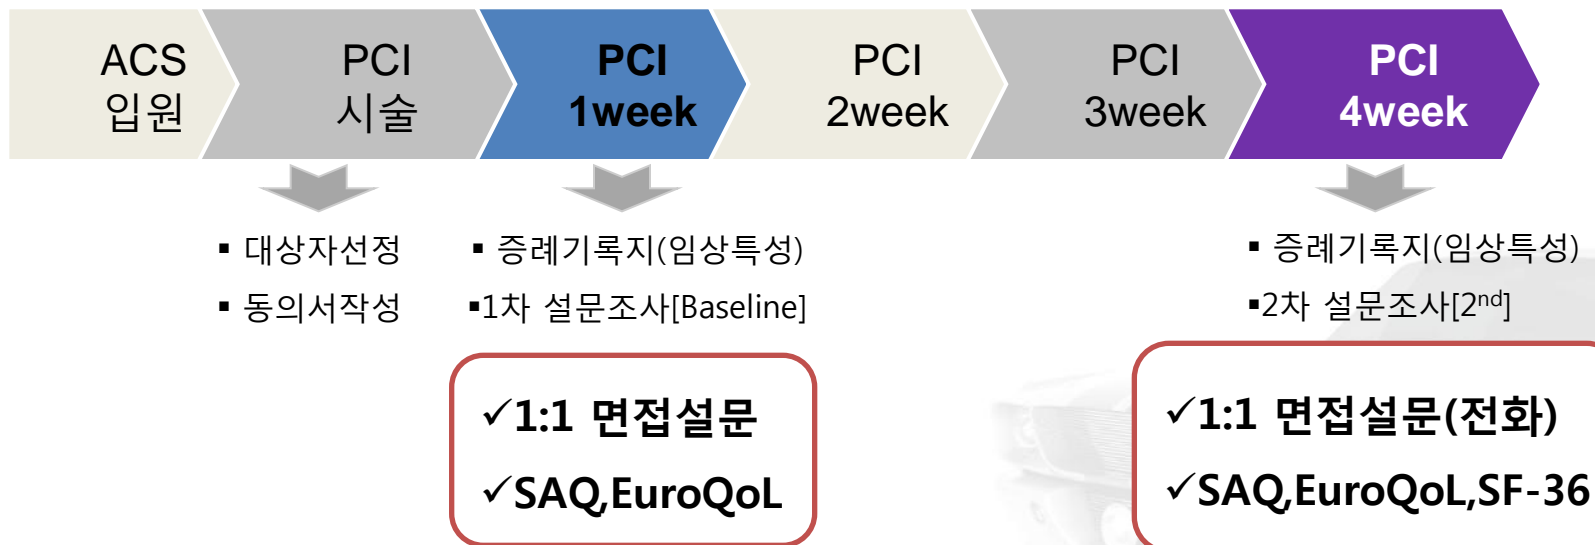 ACS
입원
PCI
시술
PCI
1week
PCI
2week
PCI
3week
PCI
4week
▪ 대상자선정
▪ 동의서작성
▪ 증례기록지(임상특성)
▪1차 설문조사[Baseline]
✓1:1 면접설문
✓SAQ,EuroQoL
▪ 증례기록지(임상특성)
▪2차 설문조사[2nd]
✓1:1 면접설문(전화)
✓SAQ,EuroQoL,SF-36